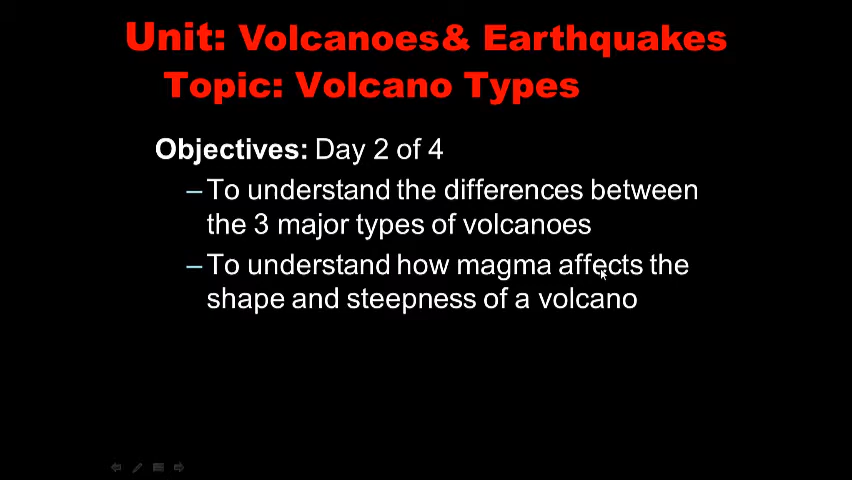 Unit: Volcanoes& Earthquakes
Topic: Volcano Types
Objectives: Day 2 of 4
–To understand the differences between
the 3 major types of volcanoes
–To understand how magma affects the
shape and steepness of a volcano